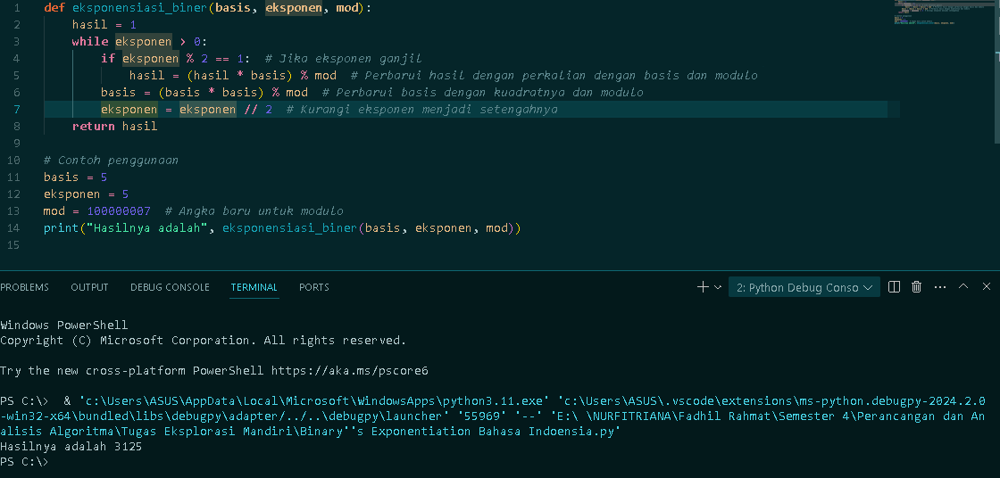 1 def eksponensiasi_biner(basis, eksponen, mod):
2 hasil = 1
3 while eksponen > 0:
4 if eksponen % 2 == 1: # Jika eksponen ganjil
5 hasil = (hasil * basis) % mod # Perbarui hasil dengan perkalian dengan basis dan modulo
6 basis = (basis * basis) % mod # Perbarui basis dengan kuadratnya dan modulo
7 eksponen = eksponen // 2 # Kurangi eksponen menjadi setengahnya
8 return hasil
9
10 # Contoh penggunaan
11 basis = 5
12 eksponen = 5
13 mod = 100000007 # Angka baru untuk modulo
14 print("Hasilnya adalah", eksponensiasi_biner(basis, eksponen, mod))
15
PROBLEMS OUTPUT DEBUG CONSOLE TERMINAL PORTS 2: Python Debug Conso
Windows PowerShell
Copyright (C) Microsoft Corporation. All rights reserved.
Try the new cross-platform PowerShell https://aka.ms/pscore6
PS C:\> & 'c:\Users\ASUS\AppData\Local\Microsoft\WindowsApps\python3.11.exe' 'c:\Users\ASUS\.vscode\extensions\ms-python.debugpy-2024.2.0
-win32-x64\bundled\libs\debugpy\adapter/../..\debugpy\launcher' '55969' '--' 'E:\ \NURFITRIANA\Fadhil Rahmat\Semester 4\Perancangan dan An
alisis Algoritma\Tugas Eksplorasi Mandiri\Binary''s Exponentiation Bahasa Indoensia.py'
Hasilnya adalah 3125
PS C:\>